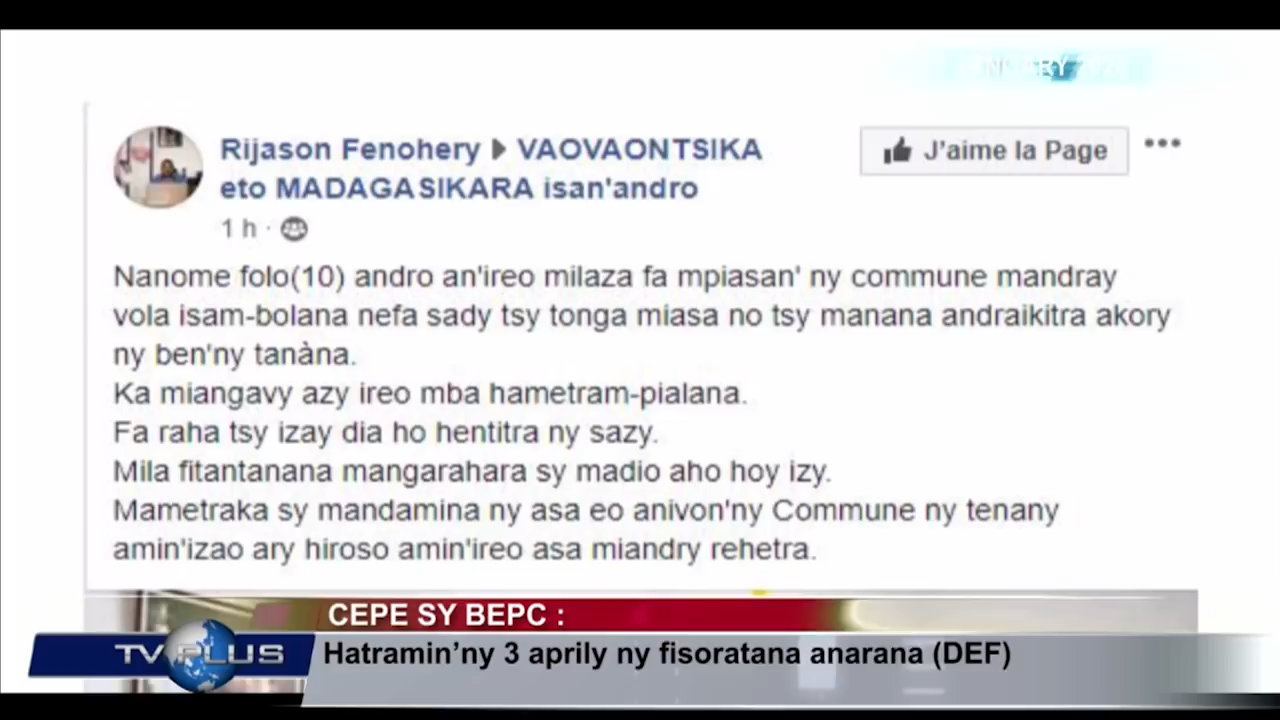 Rijason Fenohery ▶ VAOVAONTSIKA
eto MADAGASIKARA isan'andro
J'aime la Page
1 h ·
Nanome folo(10) andro an'ireo milaza fa mpiasan' ny commune mandray
vola isam-bolana nefa sady tsy tonga miasa no tsy manana andraikitra akory
ny ben'ny tanàna.
Ka miangavy azy ireo mba hametram-pialana.
Fa raha tsy izay dia ho hentitra ny sazy.
Mila fitantanana mangarahara sy madio aho hoy izy.
Mametraka sy mandamina ny asa eo anivon'ny Commune ny tenany
amin'izao ary hiroso amin'ireo asa miandry rehetra.
CEPE SY BEPC :
TV PLUS
Hatramin’ny 3 aprily ny fisoratana anarana (DEF)